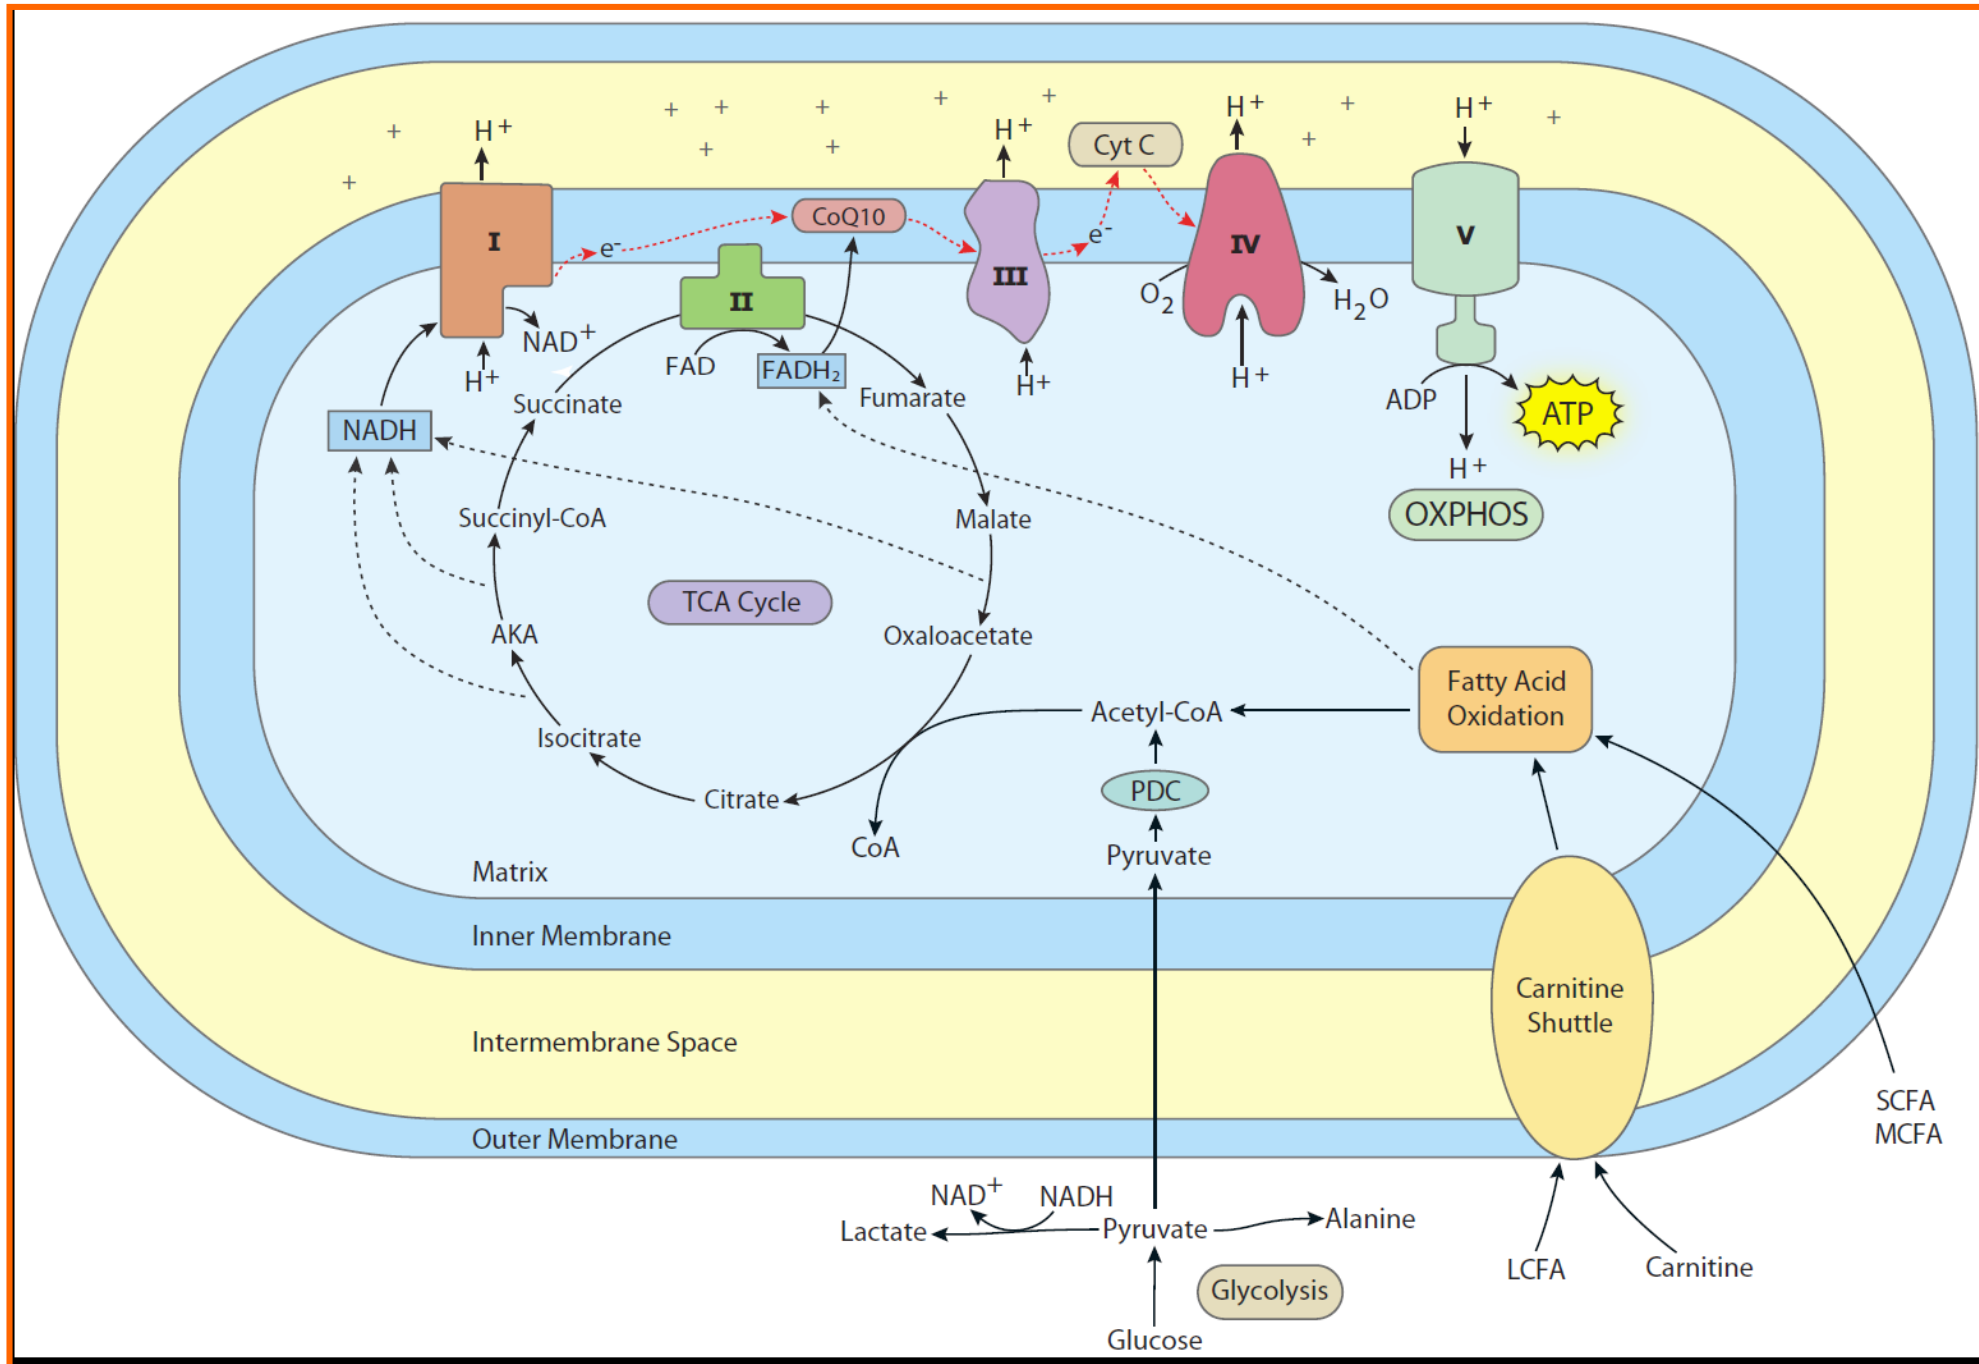 + + + + + + + + + + + + +
H+
H+
Cyt C
H+
H+
I
e-
CoQ10
II
III
e-
IV
V
O2
H2O
NAD+
H+
FAD
FADH2
H+
H+
ADP
ATP
Succinate
Fumarate
NADH
H+
OXPHOS
Succinyl-CoA
Malate
TCA Cycle
AKA
Oxaloacetate
Fatty Acid
Oxidation
Acetyl-CoA
Isocitrate
PDC
Citrate
CoA
Pyruvate
Matrix
Inner Membrane
Carnitine
Shuttle
Intermembrane Space
SCFA
MCFA
Outer Membrane
NAD+
NADH
Lactate
Pyruvate
Alanine
LCFA
Carnitine
Glycolysis
Glucose